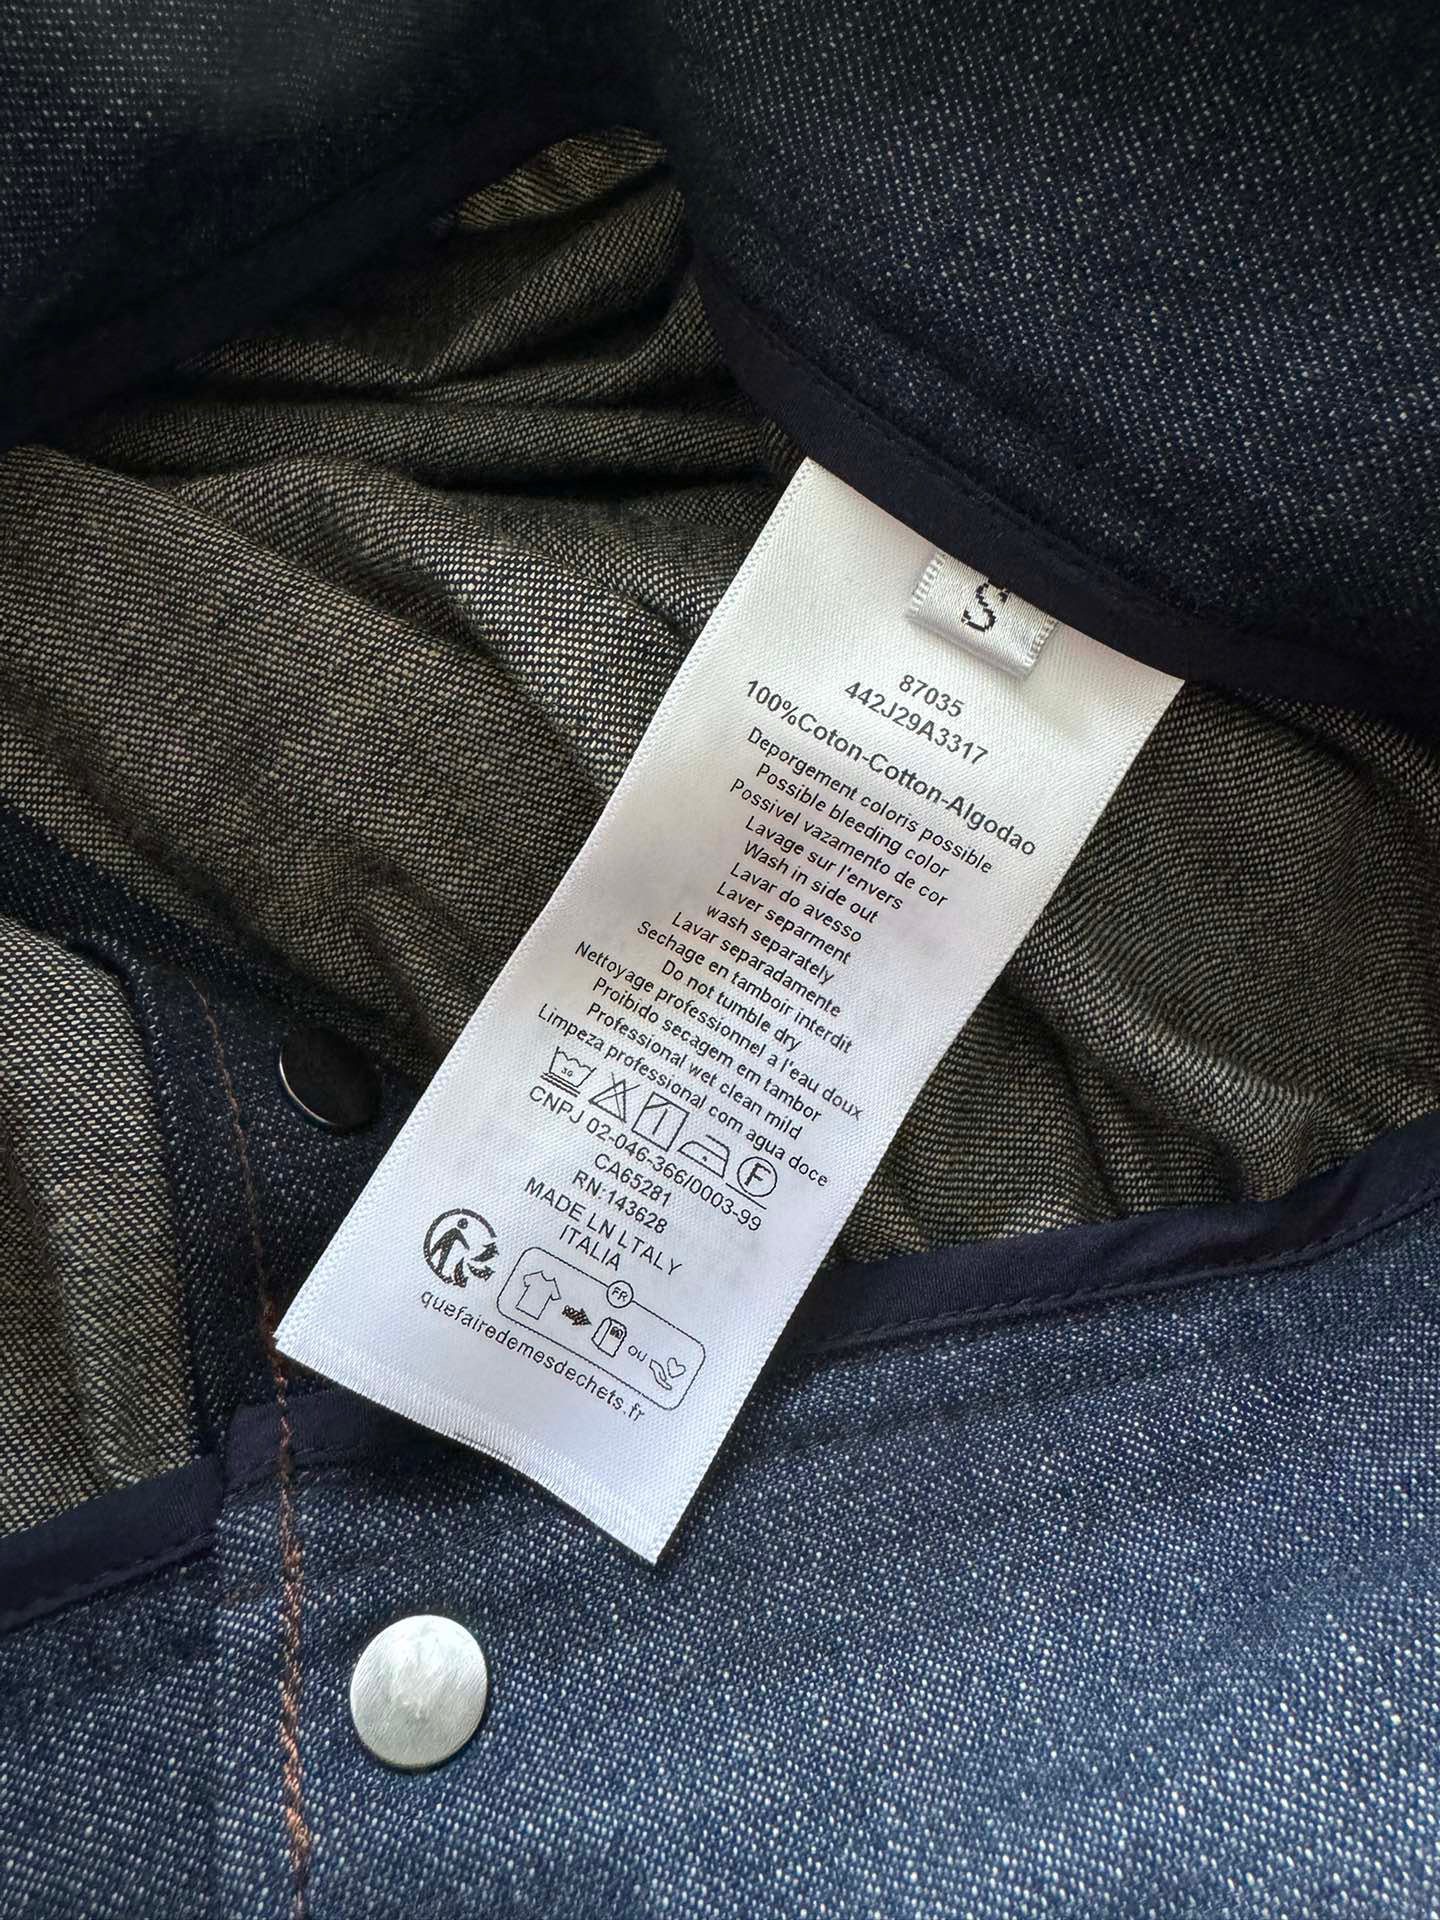 S
87035
442J29A3317
100%Coton-Cotton-Algodao
Deporgement coloris possible
Possible bleeding color
Possivel vazamento de cor
Lavage sur l'envers
Wash in side out
Lavar do avesso
Laver separment
wash separately
Lavar separadamente
Sechage en tamboir interdit
Do not tumble dry
Nettoyage professionnel a l'eau doux
Proibido secagem em tambor
Professional wet clean mild
Limpeza professional com agua doce
30
F
CNPJ 02-046-366/0003-99
CA65281
RN:143628
MADE LN LTALY
ITALIA
FR
OU
quefairedemesdechets.fr